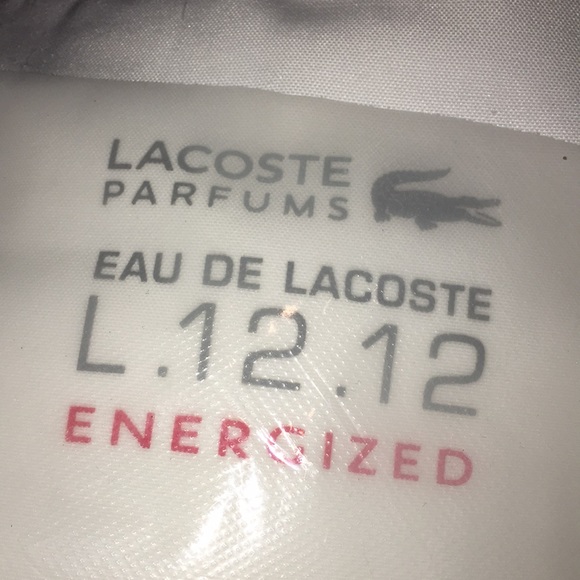 LACOSTE
PARFUMS
EAU DE LACOSTE
L.12.12
ENERGIZED